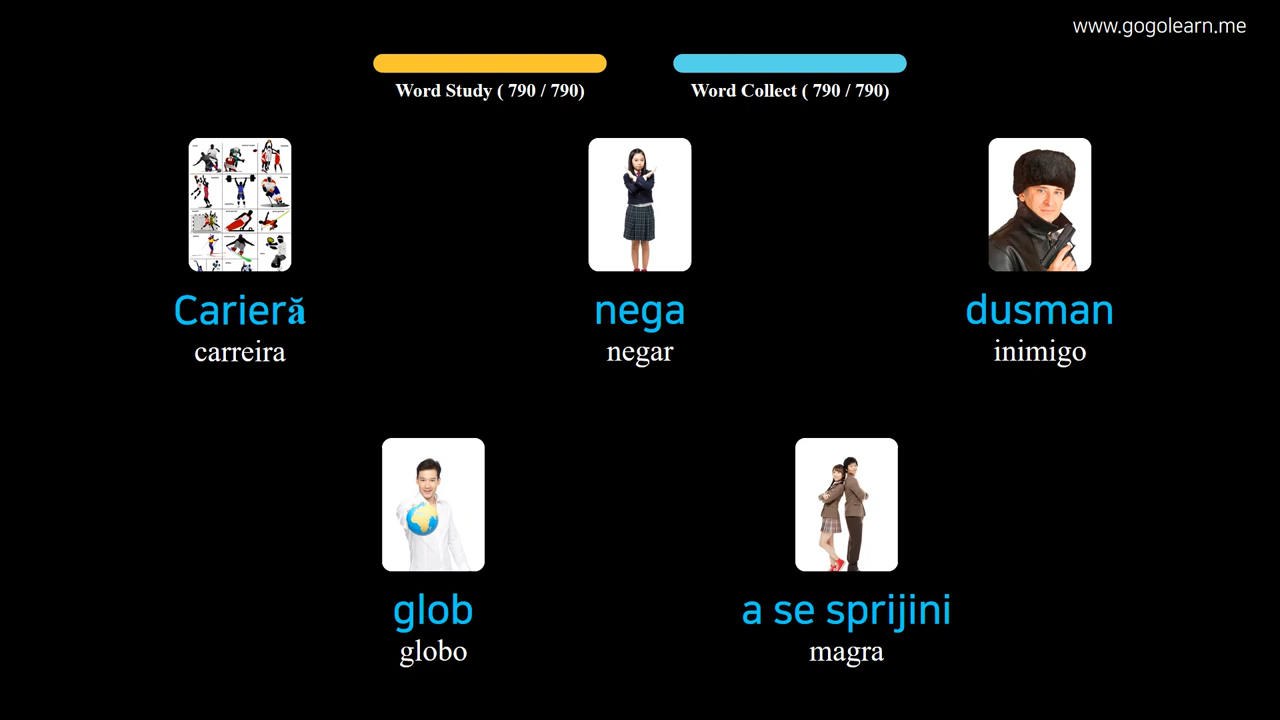 www.gogolearn.me
Word Study ( 790 / 790)
Word Collect ( 790 / 790)
Carieră
carreira
nega
negar
dusman
inimigo
glob
globo
a se sprijini
magra